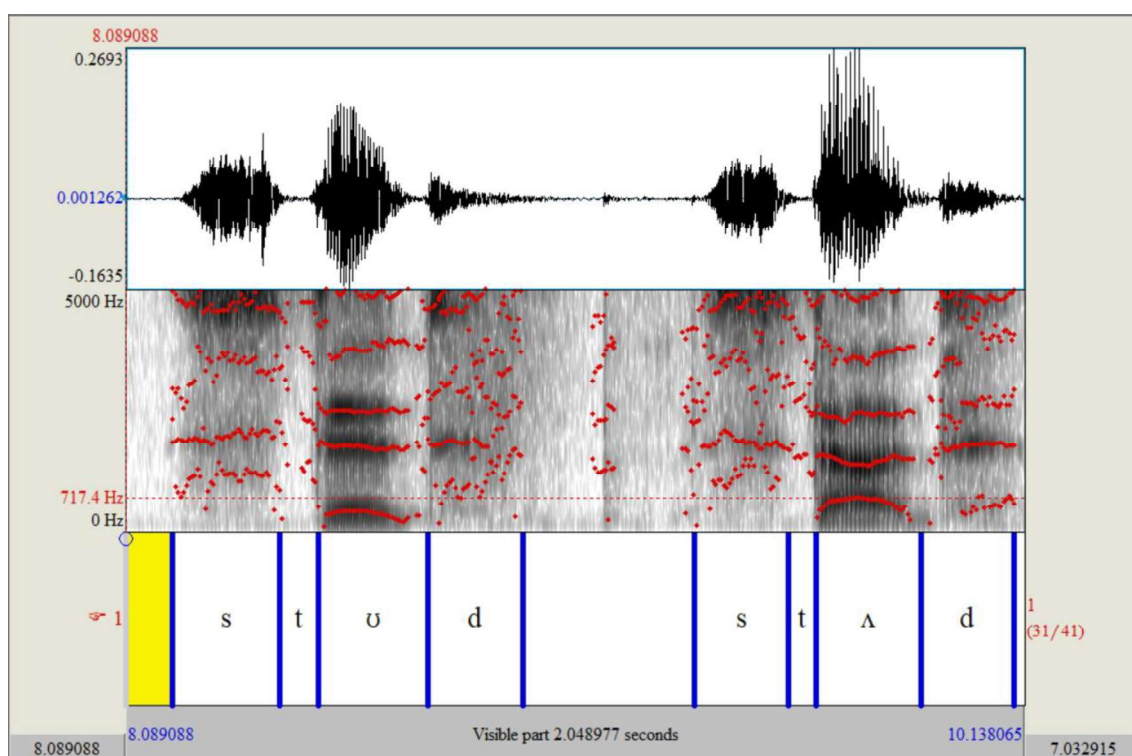 8.089088
0.2693
0.001262
-0.1635
5000 Hz
717.4 Hz
0 Hz
☞ 1 s t ʊ d s t ʌ d 1
(31/41)
8.089088 Visible part 2.048977 seconds 10.138065
8.089088 7.032915